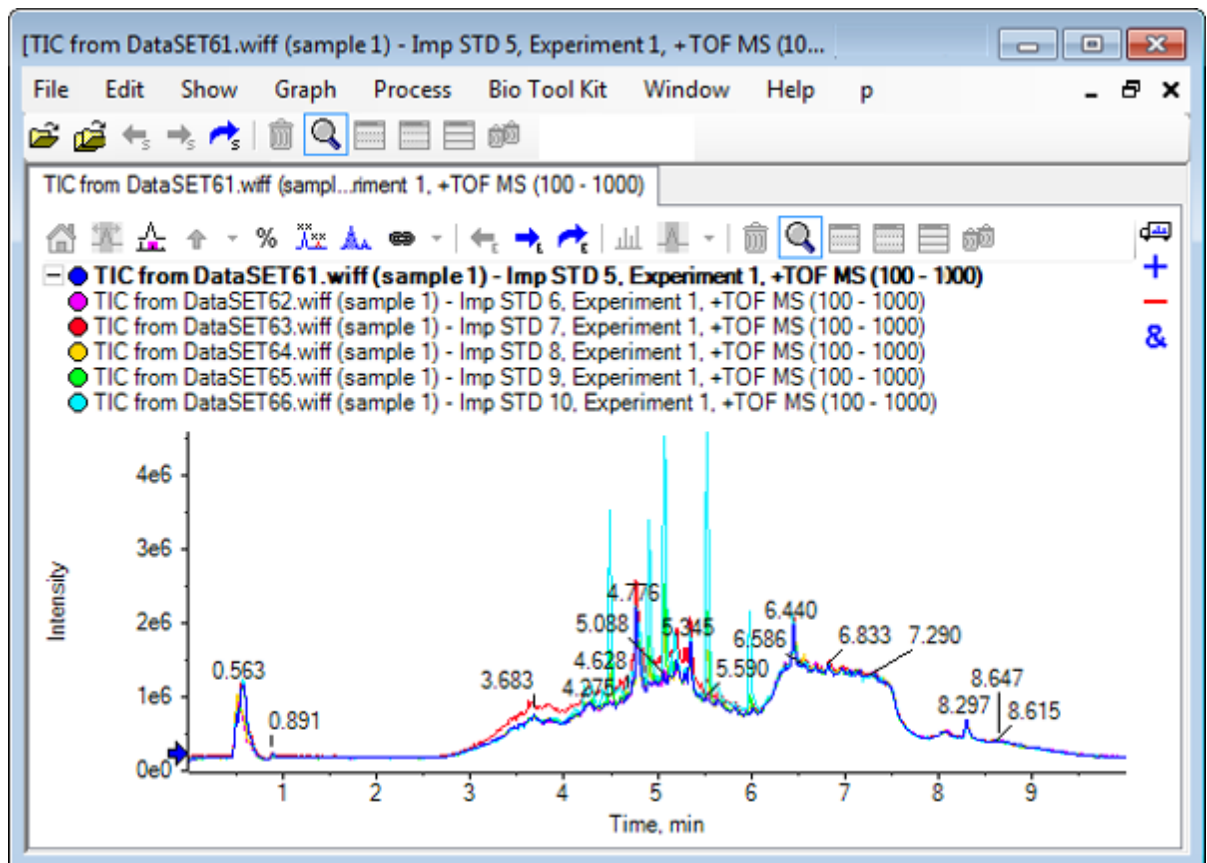 [TIC from DataSET61.wiff (sample 1) - Imp STD 5, Experiment 1, +TOF MS (10...
File Edit Show Graph Process Bio Tool Kit Window Help p
TIC from DataSET61.wiff (sampl...riment 1, +TOF MS (100 - 1000)
%
TIC from DataSET61.wiff (sample 1) - Imp STD 5, Experiment 1, +TOF MS (100 - 1000)
TIC from DataSET62.wiff (sample 1) - Imp STD 6, Experiment 1, +TOF MS (100 - 1000)
TIC from DataSET63.wiff (sample 1) - Imp STD 7, Experiment 1, +TOF MS (100 - 1000)
TIC from DataSET64.wiff (sample 1) - Imp STD 8, Experiment 1, +TOF MS (100 - 1000)
TIC from DataSET65.wiff (sample 1) - Imp STD 9, Experiment 1, +TOF MS (100 - 1000)
TIC from DataSET66.wiff (sample 1) - Imp STD 10, Experiment 1, +TOF MS (100 - 1000)
&
Intensity
4e6
3e6
2e6
1e6
0e0
0.563
0.891
3.683
4.275
4.628
5.088
4.776
5.345
5.590
6.440
6.586
6.833
7.290
8.297
8.647
8.615
1 2 3 4 5 6 7 8 9
Time, min